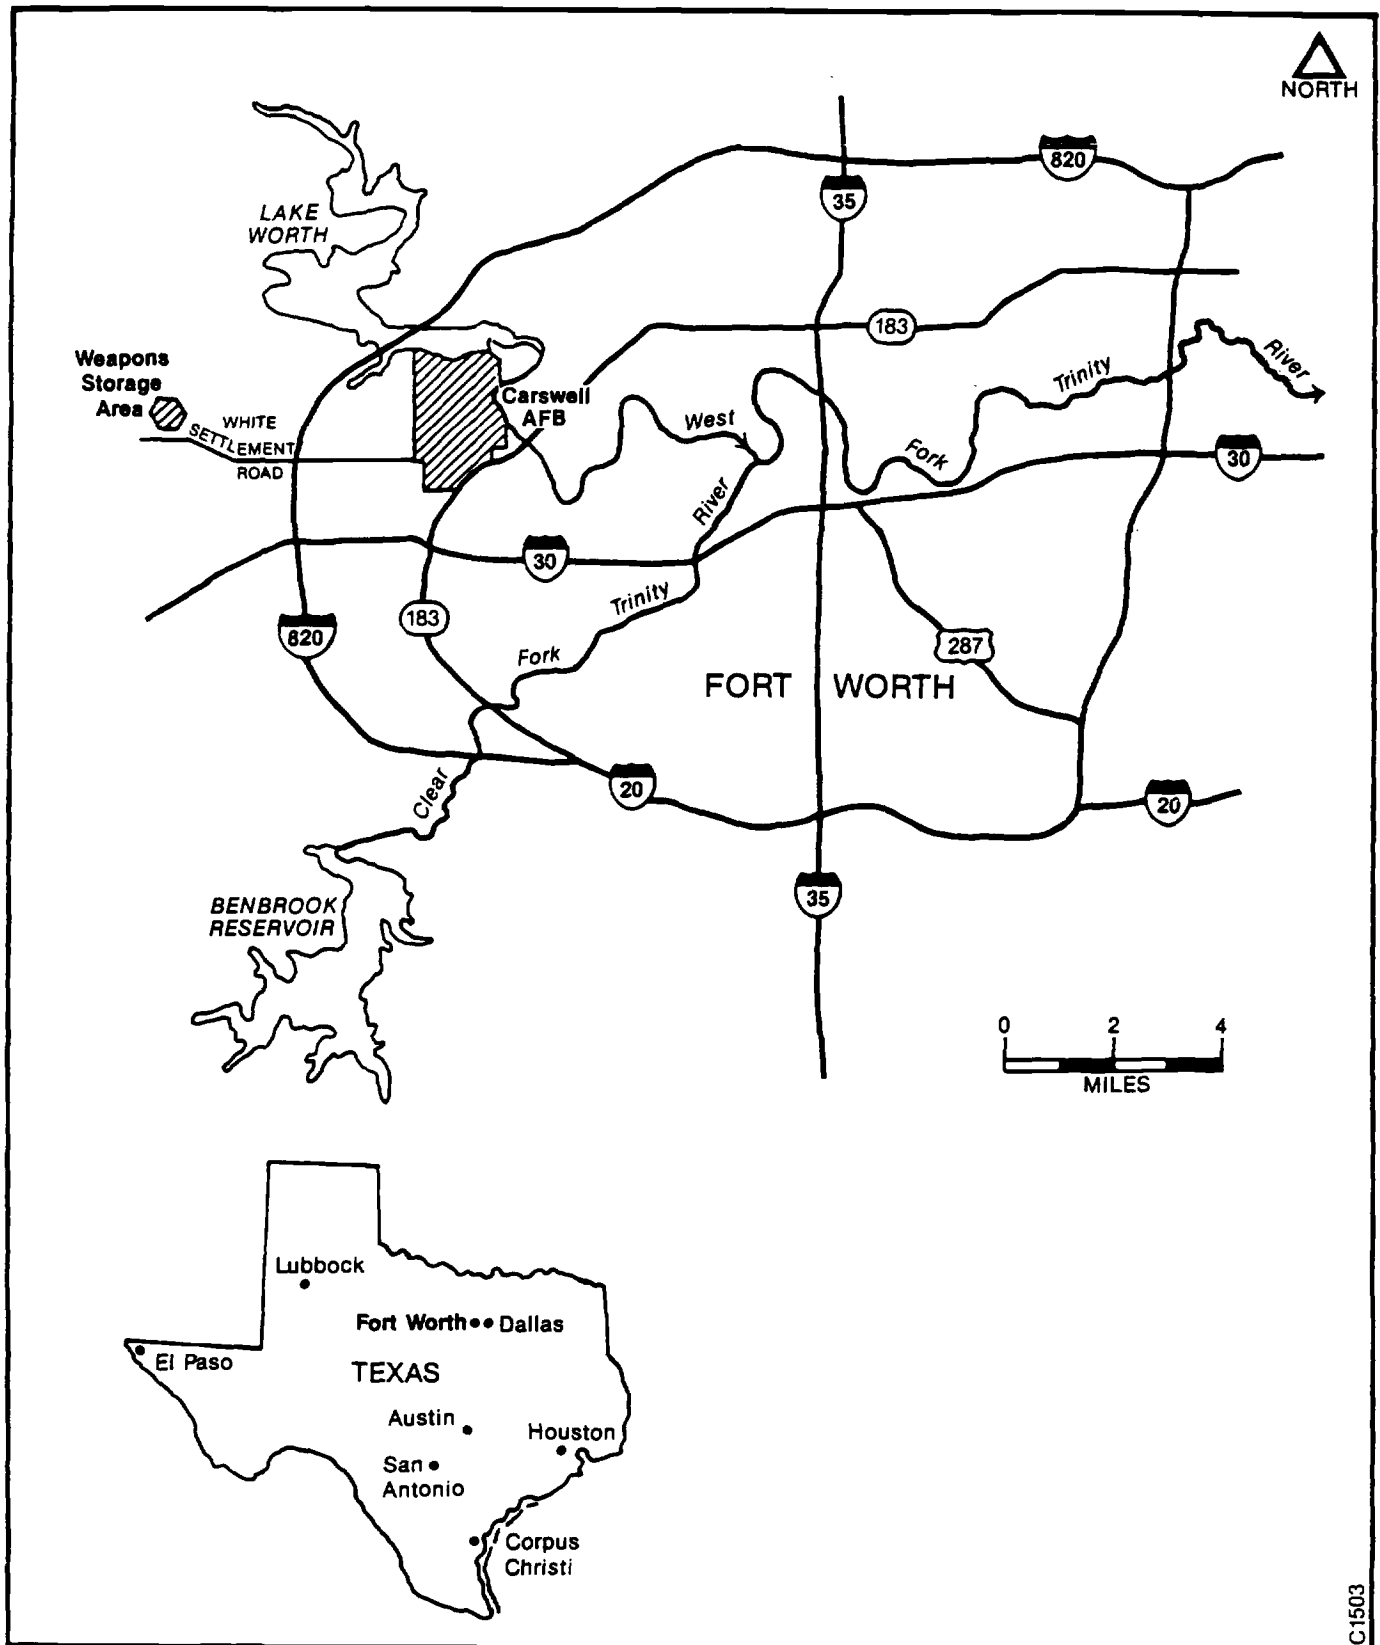 NORTH
820
35
LAKE
WORTH
183
Weapons
Storage
Area
WHITE
SETTLEMENT
ROAD
Carswell
AFB
West
Fork
Trinity
River
30
River
30
Trinity
Fork
Clear
820
183
287
FORT WORTH
20
20
35
BENBROOK
RESERVOIR
0 2 4
MILES
Lubbock
Fort Worth
Dallas
El Paso
TEXAS
Austin
Houston
San
Antonio
Corpus
Christi
C1503